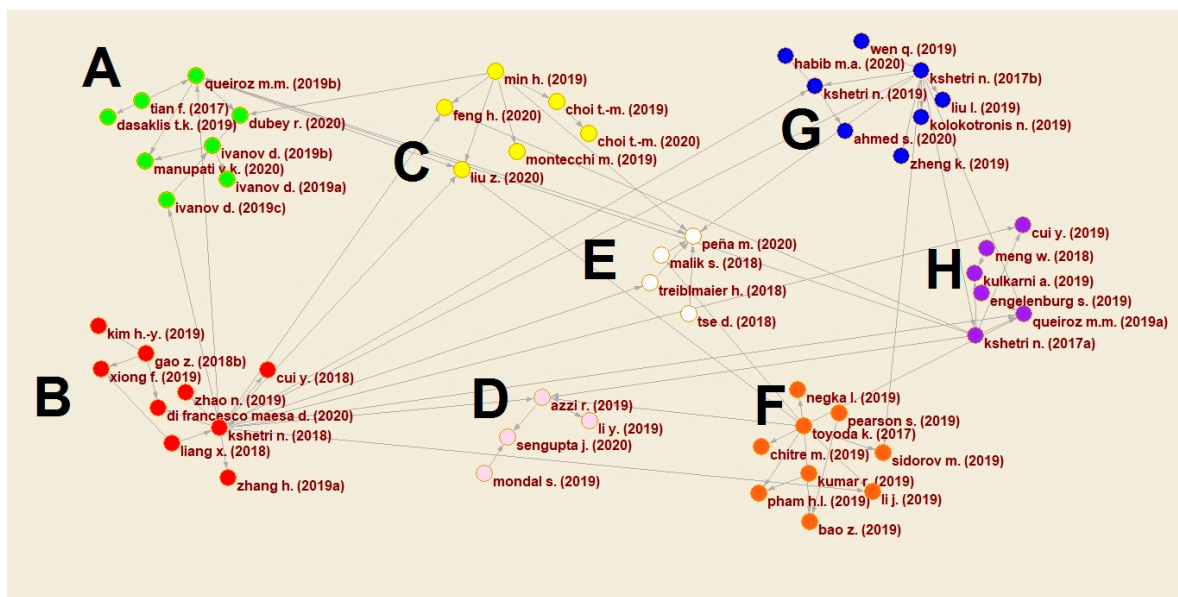 A
queiroz m.m. (2019b)
tian f. (2017)
dasaklis t.k. (2019)
dubey r. (2020)
ivanov d. (2019b)
manupati v.k. (2020)
ivanov d. (2019a)
ivanov d. (2019c)
C
min h. (2019)
feng h. (2020)
choi t.-m. (2019)
choi t.-m. (2020)
montecchi m. (2019)
liu z. (2020)
G
wen q. (2019)
habib m.a. (2020)
kshetri n. (2017b)
kshetri n. (2019)
liu l. (2019)
kolokotronis n. (2019)
ahmed s. (2020)
zheng k. (2019)
E
peña m. (2020)
malik s. (2018)
treiblmaier h. (2018)
tse d. (2018)
H
cui y. (2019)
meng w. (2018)
kulkarni a. (2019)
engelenburg s. (2019)
queiroz m.m. (2019a)
kshetri n. (2017a)
B
kim h.-y. (2019)
gao z. (2018b)
xiong f. (2019)
cui y. (2018)
zhao n. (2019)
di francesco maesa d. (2020)
kshetri n. (2018)
liang x. (2018)
zhang h. (2019a)
D
azzi r. (2019)
li y. (2019)
sengupta j. (2020)
mondal s. (2019)
F
negka l. (2019)
pearson s. (2019)
toyoda k. (2017)
chitre m. (2019)
sidorov m. (2019)
kumar r. (2019)
pham h.l. (2019)
li j. (2019)
bao z. (2019)